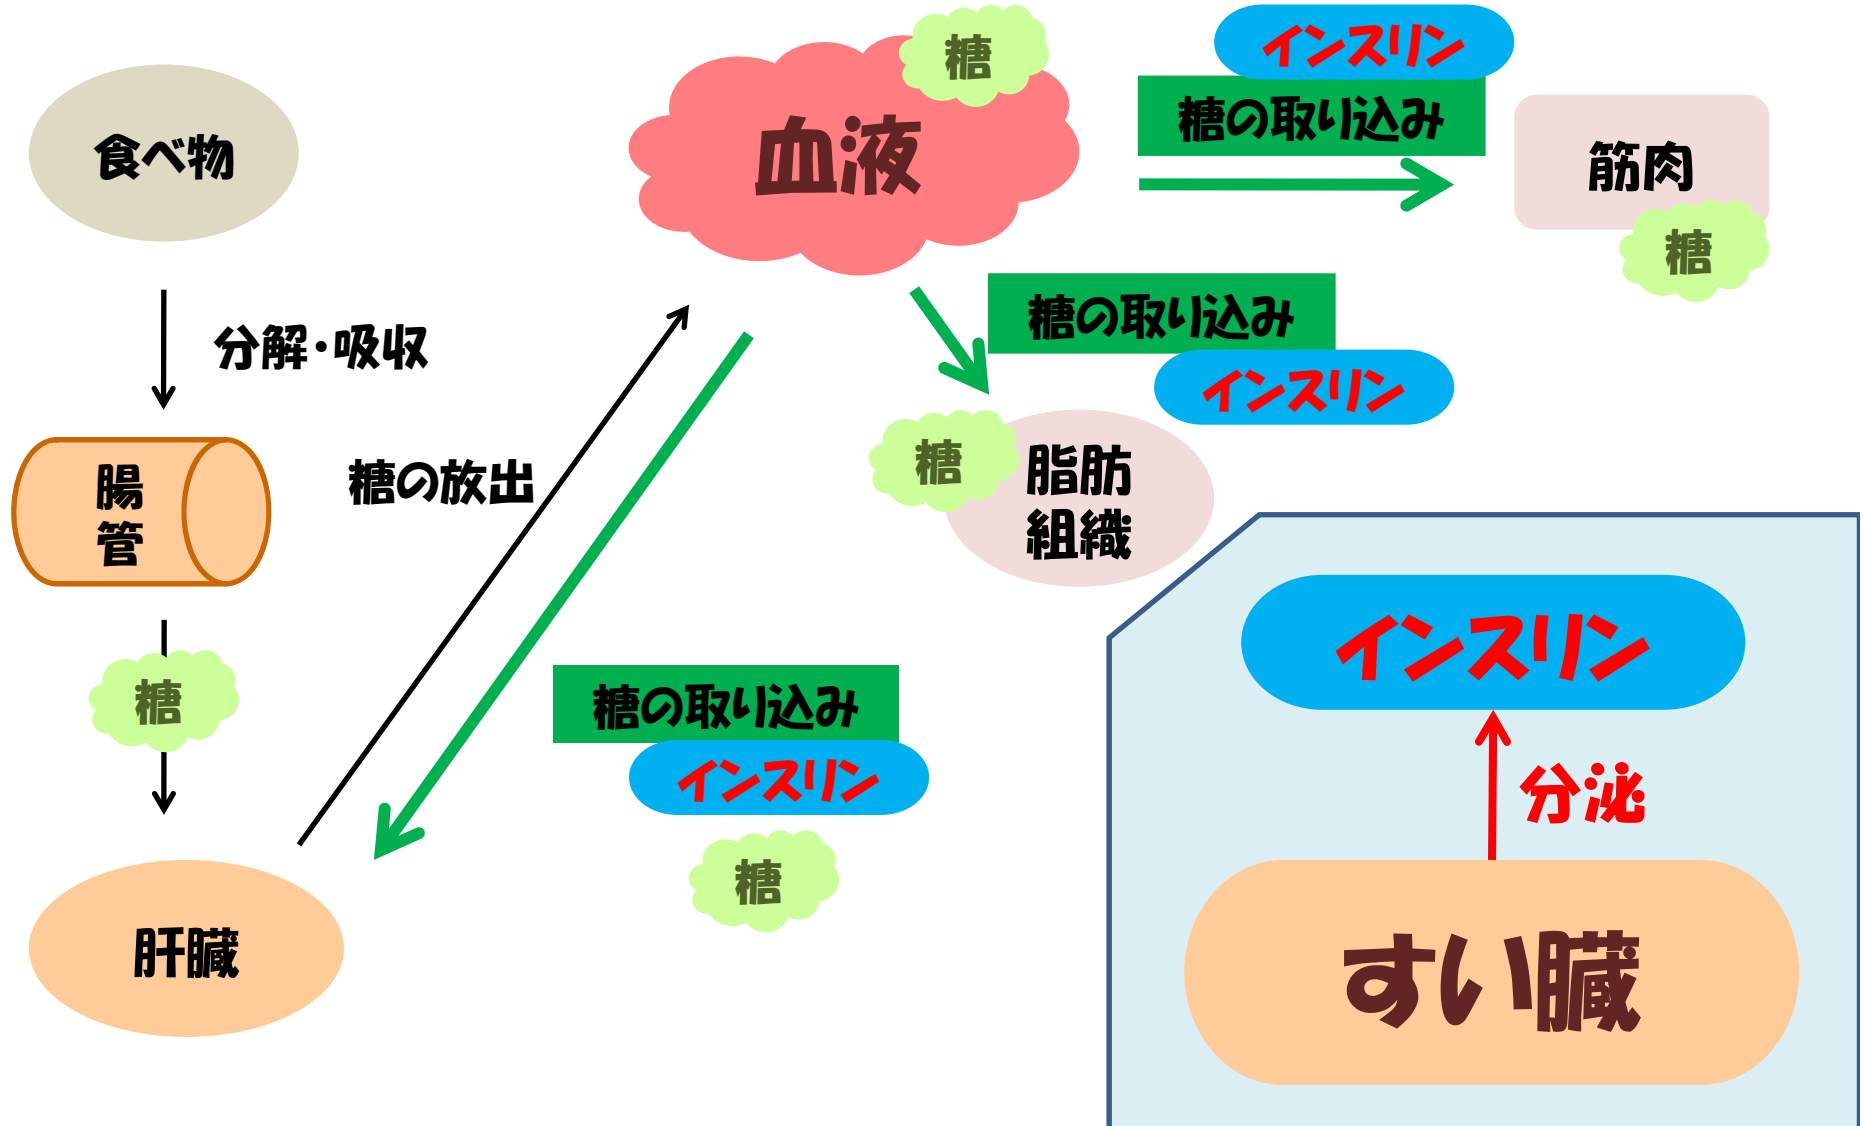 食べ物
分解・吸収
腸
管
糖
肝臓
糖の放出
血液
糖
インスリン
糖の取り込み
筋肉
糖
糖の取り込み
インスリン
糖
脂肪
組織
糖の取り込み
インスリン
糖
インスリン
分泌
すい臓